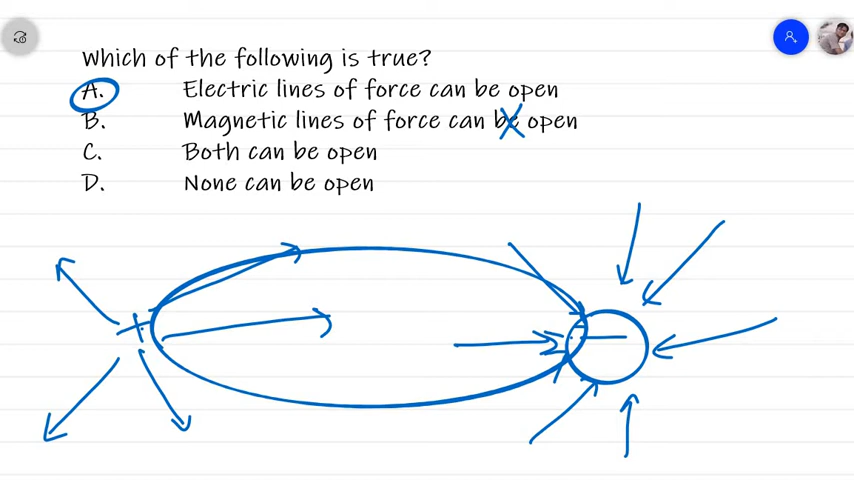 Which of the following is true?
A. Electric lines of force can be open
B. Magnetic lines of force can be open
C. Both can be open
D. None can be open
+ −